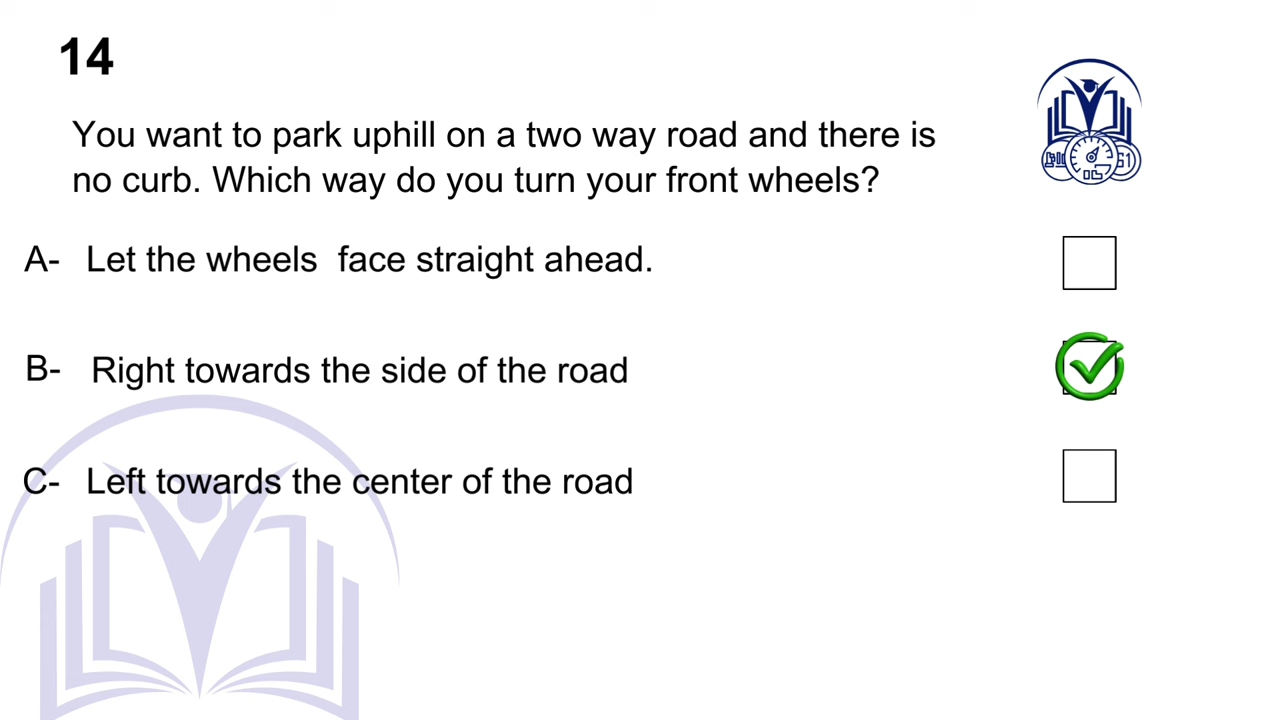 14
You want to park uphill on a two way road and there is
no curb. Which way do you turn your front wheels?
A- Let the wheels face straight ahead.
B- Right towards the side of the road
C- Left towards the center of the road